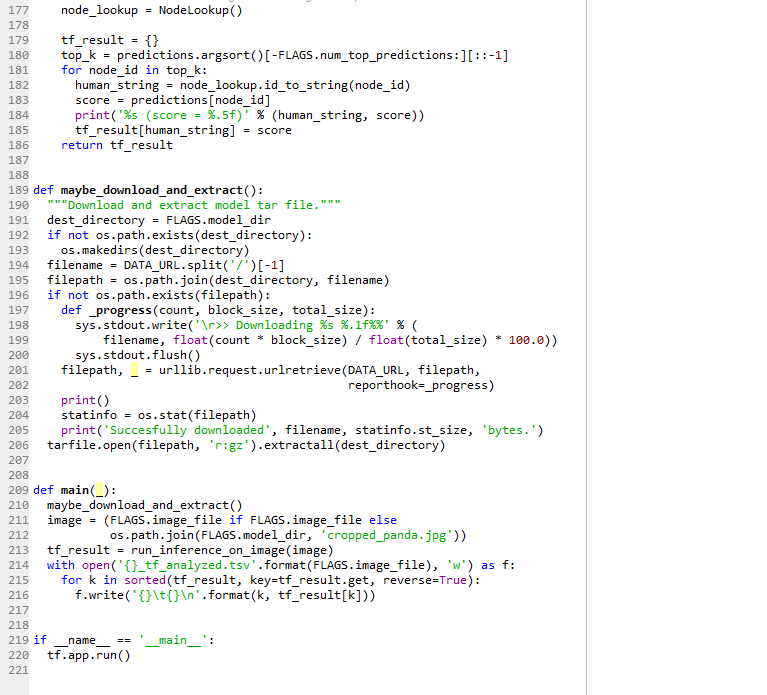 177 node_lookup = NodeLookup()
178
179 tf_result = {}
180 top_k = predictions.argsort()[-FLAGS.num_top_predictions:][::-1]
181 for node_id in top_k:
182 human_string = node_lookup.id_to_string(node_id)
183 score = predictions[node_id]
184 print('%s (score = %.5f)' % (human_string, score))
185 tf_result[human_string] = score
186 return tf_result
187
188
189 def maybe_download_and_extract():
190 """Download and extract model tar file."""
191 dest_directory = FLAGS.model_dir
192 if not os.path.exists(dest_directory):
193 os.makedirs(dest_directory)
194 filename = DATA_URL.split('/')[-1]
195 filepath = os.path.join(dest_directory, filename)
196 if not os.path.exists(filepath):
197 def _progress(count, block_size, total_size):
198 sys.stdout.write('\r>> Downloading %s %.1f%%' % (
199 filename, float(count * block_size) / float(total_size) * 100.0))
200 sys.stdout.flush()
201 filepath, _ = urllib.request.urlretrieve(DATA_URL, filepath,
202 reporthook=_progress)
203 print()
204 statinfo = os.stat(filepath)
205 print('Succesfully downloaded', filename, statinfo.st_size, 'bytes.')
206 tarfile.open(filepath, 'r:gz').extractall(dest_directory)
207
208
209 def main(_):
210 maybe_download_and_extract()
211 image = (FLAGS.image_file if FLAGS.image_file else
212 os.path.join(FLAGS.model_dir, 'cropped_panda.jpg'))
213 tf_result = run_inference_on_image(image)
214 with open('{}_tf_analyzed.tsv'.format(FLAGS.image_file), 'w') as f:
215 for k in sorted(tf_result, key=tf_result.get, reverse=True):
216 f.write('{}\t{}\n'.format(k, tf_result[k]))
217
218
219 if __name__ == '__main__':
220 tf.app.run()
221